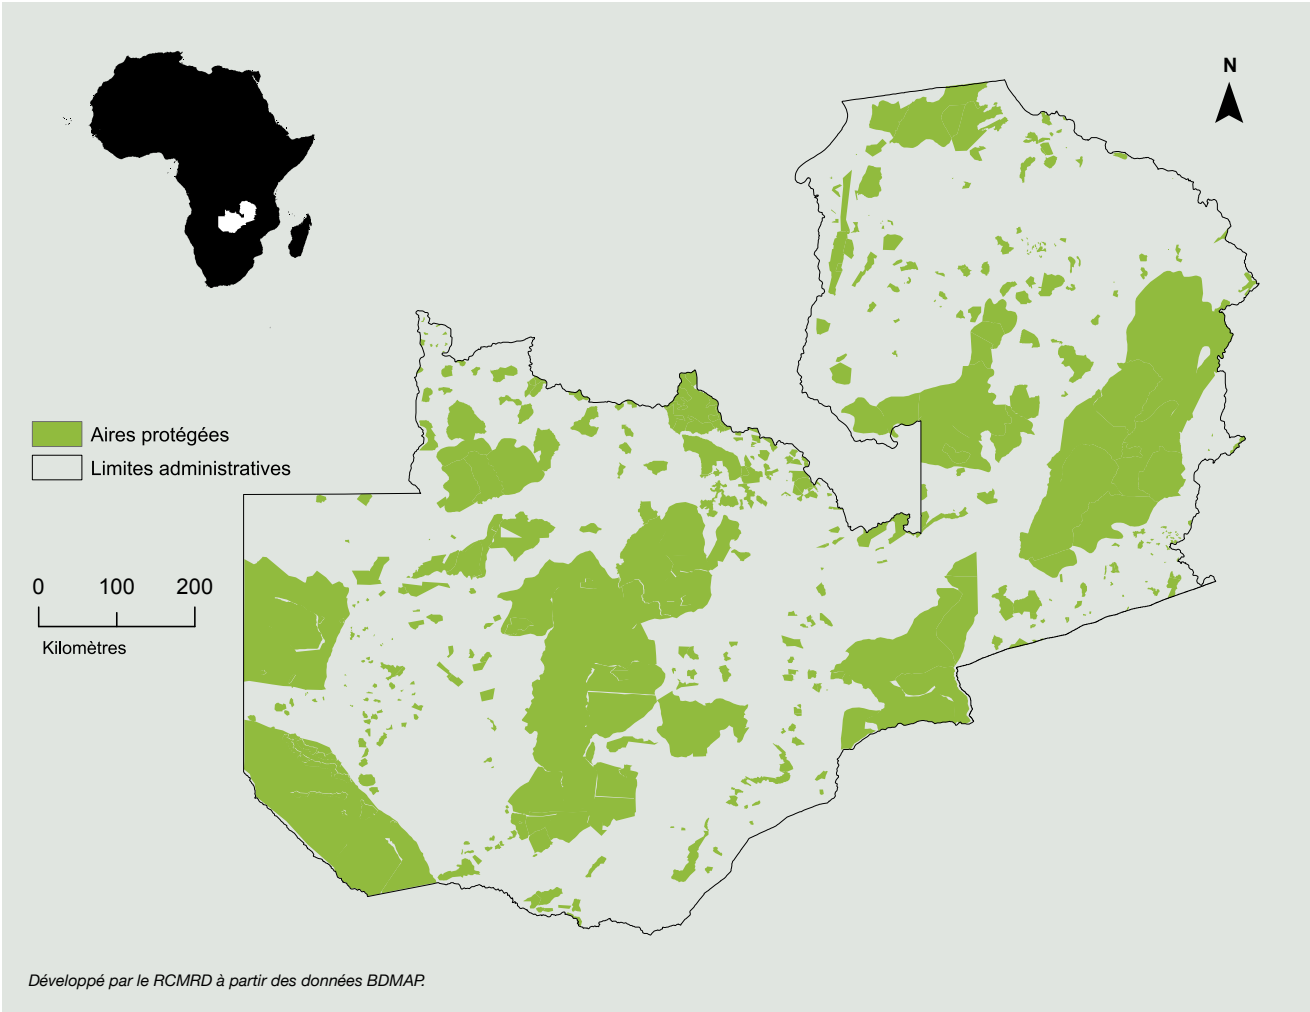 N
Aires protégées
Limites administratives
0 100 200
Kilomètres
Développé par le RCMRD à partir des données BDMAP.